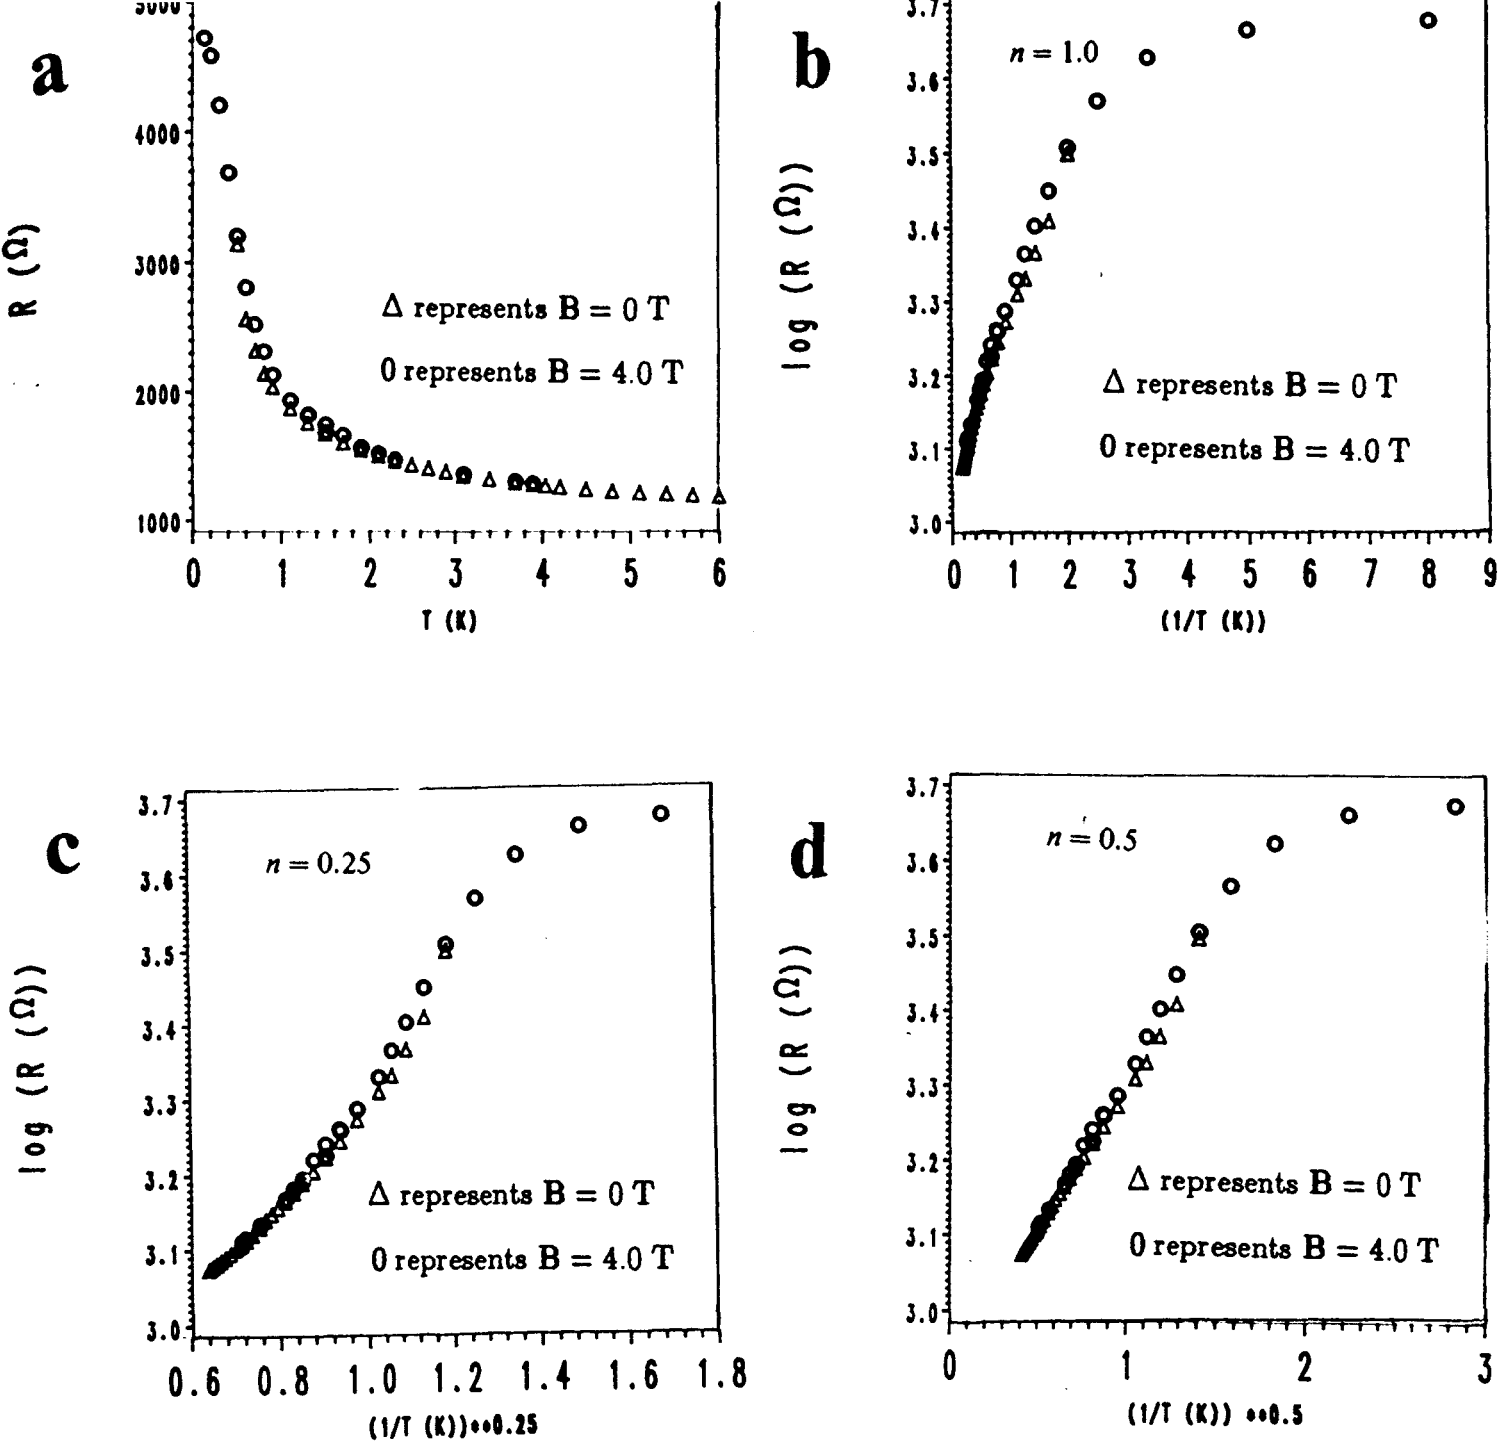 a
5000
4000
3000
2000
1000
R (Ω)
Δ represents B = 0 T
0 represents B = 4.0 T
0 1 2 3 4 5 6
T (K)
b
n = 1.0
3.7
3.6
3.5
3.4
3.3
3.2
3.1
3.0
log (R (Ω))
Δ represents B = 0 T
0 represents B = 4.0 T
0 1 2 3 4 5 6 7 8 9
(1/T (K))
c
n = 0.25
3.7
3.6
3.5
3.4
3.3
3.2
3.1
3.0
log (R (Ω))
Δ represents B = 0 T
0 represents B = 4.0 T
0.6 0.8 1.0 1.2 1.4 1.6 1.8
(1/T (K))**0.25
d
n = 0.5
3.7
3.6
3.5
3.4
3.3
3.2
3.1
3.0
log (R (Ω))
Δ represents B = 0 T
0 represents B = 4.0 T
0 1 2 3
(1/T (K)) **0.5